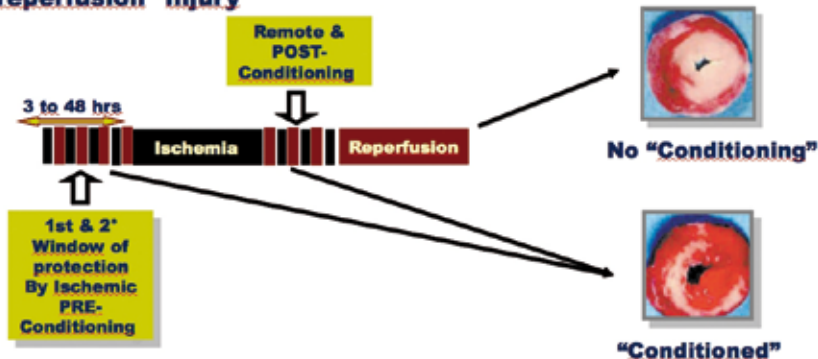 reperfusion injury
Remote &
POST-
Conditioning
3 to 48 hrs
Ischemia
Reperfusion
No “Conditioning”
1st & 2°
Window of
protection
By Ischemic
PRE-
Conditioning
“Conditioned”